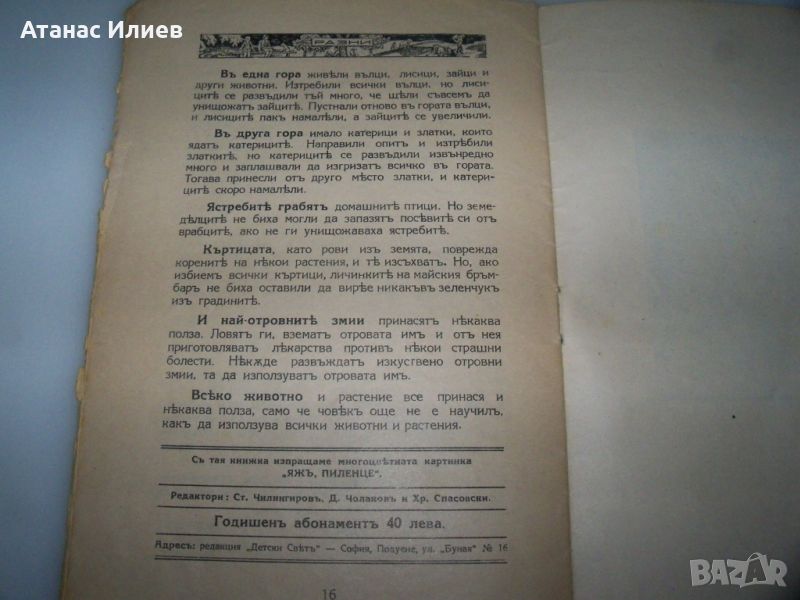 Атанас Илиев
РАЗНИ
Въ една гора живѣли вълци, лисици, зайци и
други животни. Изтребили всички вълци, но лиси-
цитѣ се развъдили тъй много, че щѣли съвсемъ да
унищожатъ зайцитѣ. Пустнали отново въ гората вълци,
и лисиците пакъ намалѣли, а зайцитѣ се увеличили.
Въ друга гора имало катерици и златки, които
ядатъ катерицитѣ. Направили опитъ и изтрѣбили
златкитѣ, но катерицитѣ се развъдили извънредно
много и заплашвали да изгризатъ всичко въ гората.
Тогава принесли отъ друго мѣсто златки, и катери-
цитѣ скоро намалѣли.
Ястребитѣ грабятъ домашнитѣ птици. Но земе-
дѣлцитѣ не биха могли да запазятъ посѣвитѣ си отъ
врабцитѣ, ако не ги унищожаваха ястребитѣ.
Къртицата, като рови изъ земята, поврежда
коренитѣ на нѣкои растения, и тѣ изсъхватъ. Но, ако
избиемъ всички къртици, личинкитѣ на майския бръм-
баръ не биха оставили да вирѣе никакъвъ зеленчукъ
изъ градинитѣ.
И най-отровнитѣ змии принасятъ нѣкаква
полза. Ловятъ ги, взематъ отровата имъ и отъ нея
приготовляватъ лѣкарства противъ нѣкои страшни
болести. Нѣкѫде развъждатъ изкуствено отровни
змии, та да използуватъ отровата имъ.
Всѣко животно и растение все принася и
нѣкаква полза, само че човѣкъ още не е научилъ,
какъ да използува всички животни и растения.
Съ тая книжка изпращаме многоцвѣтната картинка
„ЯЖЪ, ПИЛЕНЦЕ“.
Редактори: Ст. Чилингировъ, Д. Чолаковъ и Хр. Спасовски.
Годишенъ абонаментъ 40 лева.
Адресъ: редакция „Детски Свѣтъ“ — София, Подуене, ул. „Буная“ № 16
16
BAZAR